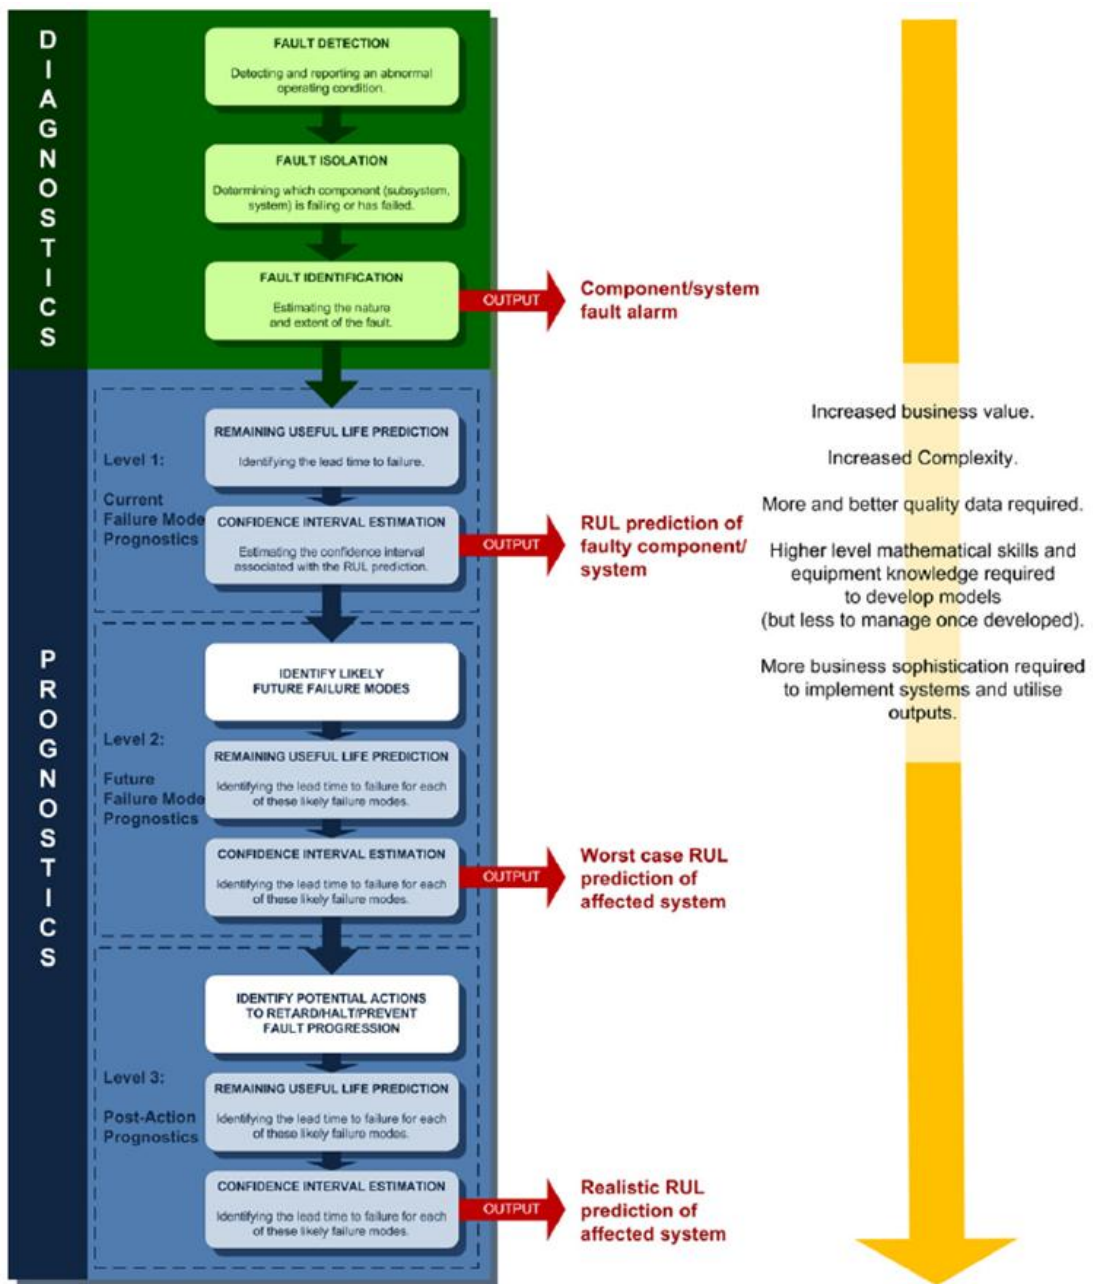 DIAGNOSTICS
FAULT DETECTION
Detecting and reporting an abnormal
operating condition.
FAULT ISOLATION
Determining which component (subsystem,
system) is failing or has failed.
FAULT IDENTIFICATION
Estimating the nature
and extent of the fault.
OUTPUT
Component/system
fault alarm
PROGNOSTICS
Level 1:
Current
Failure Mode
Prognostics
REMAINING USEFUL LIFE PREDICTION
Identifying the lead time to failure.
CONFIDENCE INTERVAL ESTIMATION
Estimating the confidence interval
associated with the RUL prediction.
OUTPUT
RUL prediction of
faulty component/
system
Level 2:
Future
Failure Mode
Prognostics
IDENTIFY LIKELY
FUTURE FAILURE MODES
REMAINING USEFUL LIFE PREDICTION
Identifying the lead time to failure for each
of these likely failure modes.
CONFIDENCE INTERVAL ESTIMATION
Identifying the lead time to failure for each
of these likely failure modes.
OUTPUT
Worst case RUL
prediction of
affected system
Level 3:
Post-Action
Prognostics
IDENTIFY POTENTIAL ACTIONS
TO RETARD/HALT/PREVENT
FAULT PROGRESSION
REMAINING USEFUL LIFE PREDICTION
Identifying the lead time to failure for each
of these likely failure modes.
CONFIDENCE INTERVAL ESTIMATION
Identifying the lead time to failure for each
of these likely failure modes.
OUTPUT
Realistic RUL
prediction of
affected system
Increased business value.
Increased Complexity.
More and better quality data required.
Higher level mathematical skills and
equipment knowledge required
to develop models
(but less to manage once developed).
More business sophistication required
to implement systems and utilise
outputs.